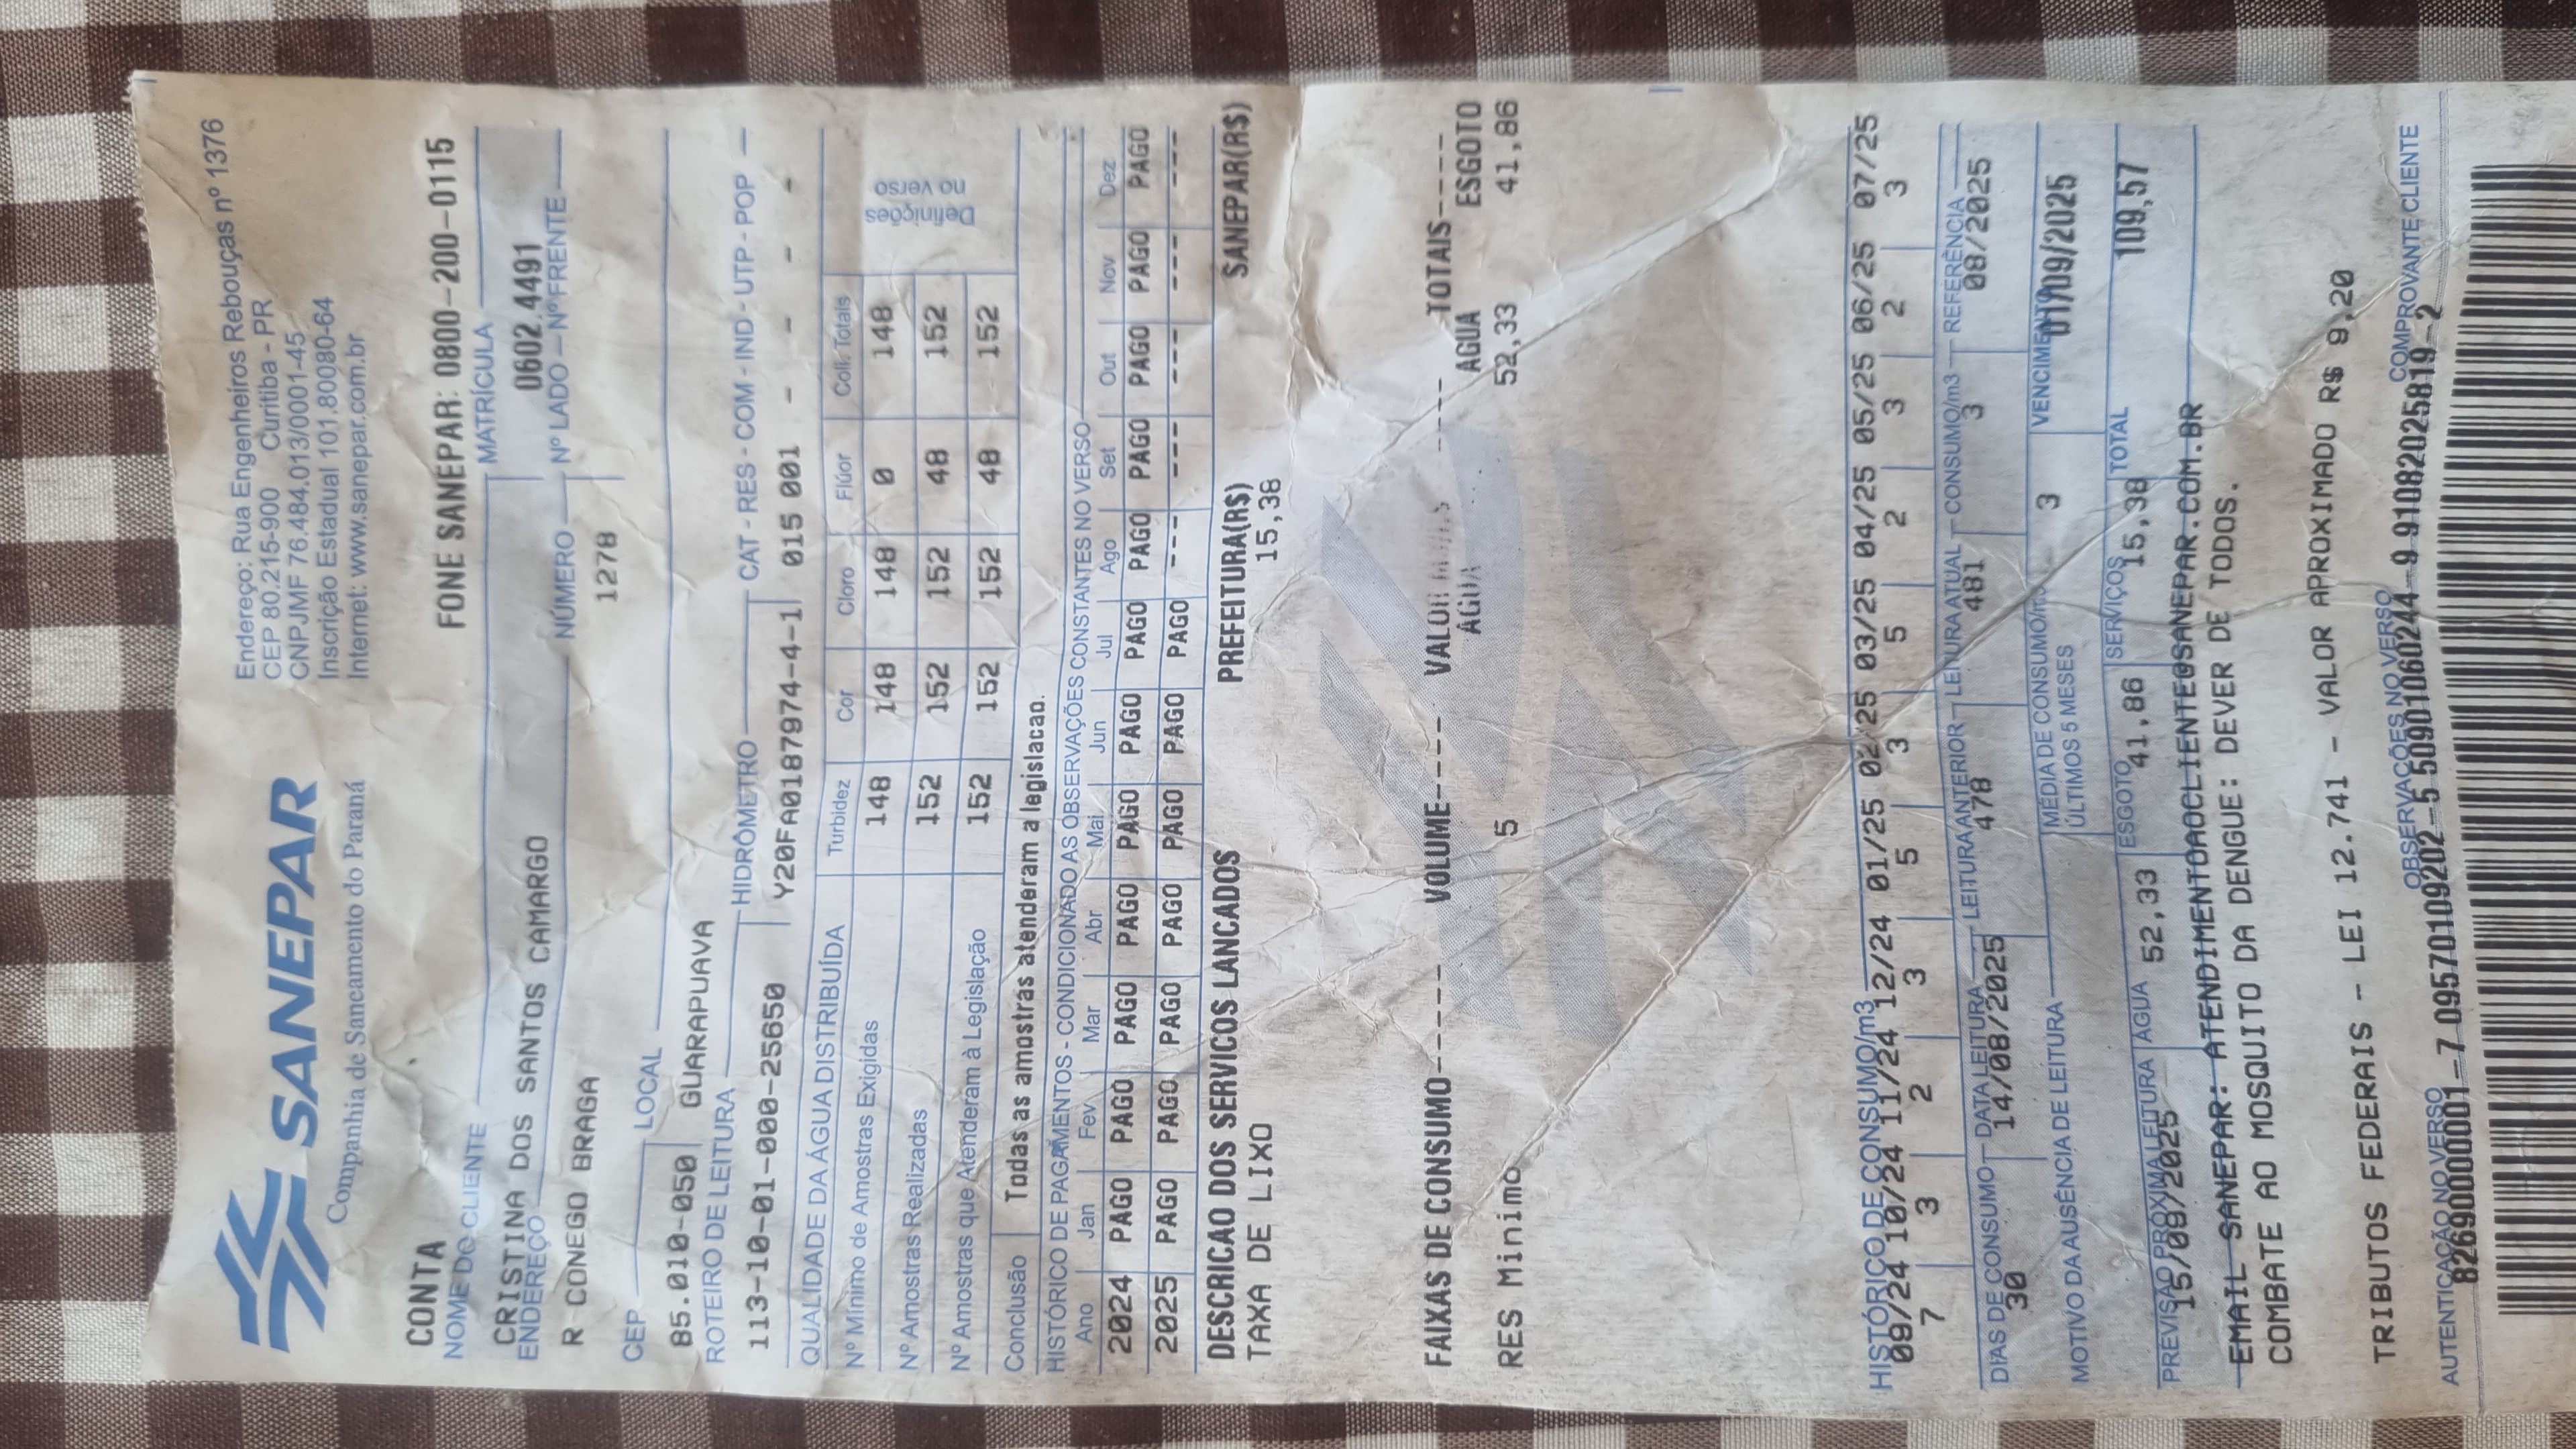 SANEPAR
Companhia de Saneamento do Paraná
Endereço: Rua Engenheiros Rebouças nº 1376
CEP 80.215-900 Curitiba - PR
CNPJMF 76.484.013/0001-45
Inscrição Estadual 101.80080-64
Internet: www.sanepar.com.br
CONTA FONE SANEPAR: 0800-200-0115
NOME DO CLIENTE MATRÍCULA
CRISTINA DOS SANTOS CAMARGO 0602.4491
ENDEREÇO NÚMERO Nº LADO - Nº FRENTE
R CONEGO BRAGA 1278
CEP LOCAL
85.010-050 GUARAPUAVA
ROTEIRO DE LEITURA HIDRÔMETRO CAT - RES - COM - IND - UTP - POP
113-10-01-000-25650 Y20FA0187974-4-1 015 001 - - - -
QUALIDADE DA ÁGUA DISTRIBUÍDA Turbidez Cor Cloro Flúor Coli. Totais
Nº Mínimo de Amostras Exigidas 148 148 148 0 148
Nº Amostras Realizadas 152 152 152 48 152
Nº Amostras que Atenderam à Legislação 152 152 152 48 152
Definições
no verso
Conclusão Todas as amostras atenderam a legislacao.
HISTÓRICO DE PAGAMENTOS - CONDICIONADO AS OBSERVAÇÕES CONSTANTES NO VERSO
Ano Jan Fev Mar Abr Mai Jun Jul Ago Set Out Nov Dez
2024 PAGO PAGO PAGO PAGO PAGO PAGO PAGO PAGO PAGO PAGO PAGO PAGO
2025 PAGO PAGO PAGO PAGO PAGO PAGO PAGO --- --- --- --- ---
DESCRICAO DOS SERVICOS LANCADOS PREFEITURA(R$) SANEPAR(R$)
TAXA DE LIXO 15,38
FAIXAS DE CONSUMO------ VOLUME---- VALOR ---- TOTAIS----
AGUA AGUA ESGOTO
RES Minimo 5 52,33 41,86
HISTÓRICO DE CONSUMO/m3
09/24 10/24 11/24 12/24 01/25 02/25 03/25 04/25 05/25 06/25 07/25
7 3 2 3 5 3 5 2 3 2 3
DIAS DE CONSUMO DATA LEITURA LEITURA ANTERIOR LEITURA ATUAL CONSUMO/m3 REFERÊNCIA
30 14/08/2025 478 481 3 08/2025
MOTIVO DA AUSÊNCIA DE LEITURA MÉDIA DE CONSUMO/m3 ÚLTIMOS 5 MESES 3 VENCIMENTO 01/09/2025
PREVISÃO PRÓXIMA LEITURA AGUA ESGOTO SERVIÇOS TOTAL
15/09/2025 52,33 41,86 15,38 109,57
EMAIL SANEPAR: ATENDIMENTOAOCLIENTE@SANEPAR.COM.BR
COMBATE AO MOSQUITO DA DENGUE: DEVER DE TODOS.
TRIBUTOS FEDERAIS - LEI 12.741 - VALOR APROXIMADO R$ 9,20
AUTENTICAÇÃO NO VERSO OBSERVAÇÕES NO VERSO COMPROVANTE CLIENTE
82690000001-7 09570109202-5 50901060244-9 91082025819-2